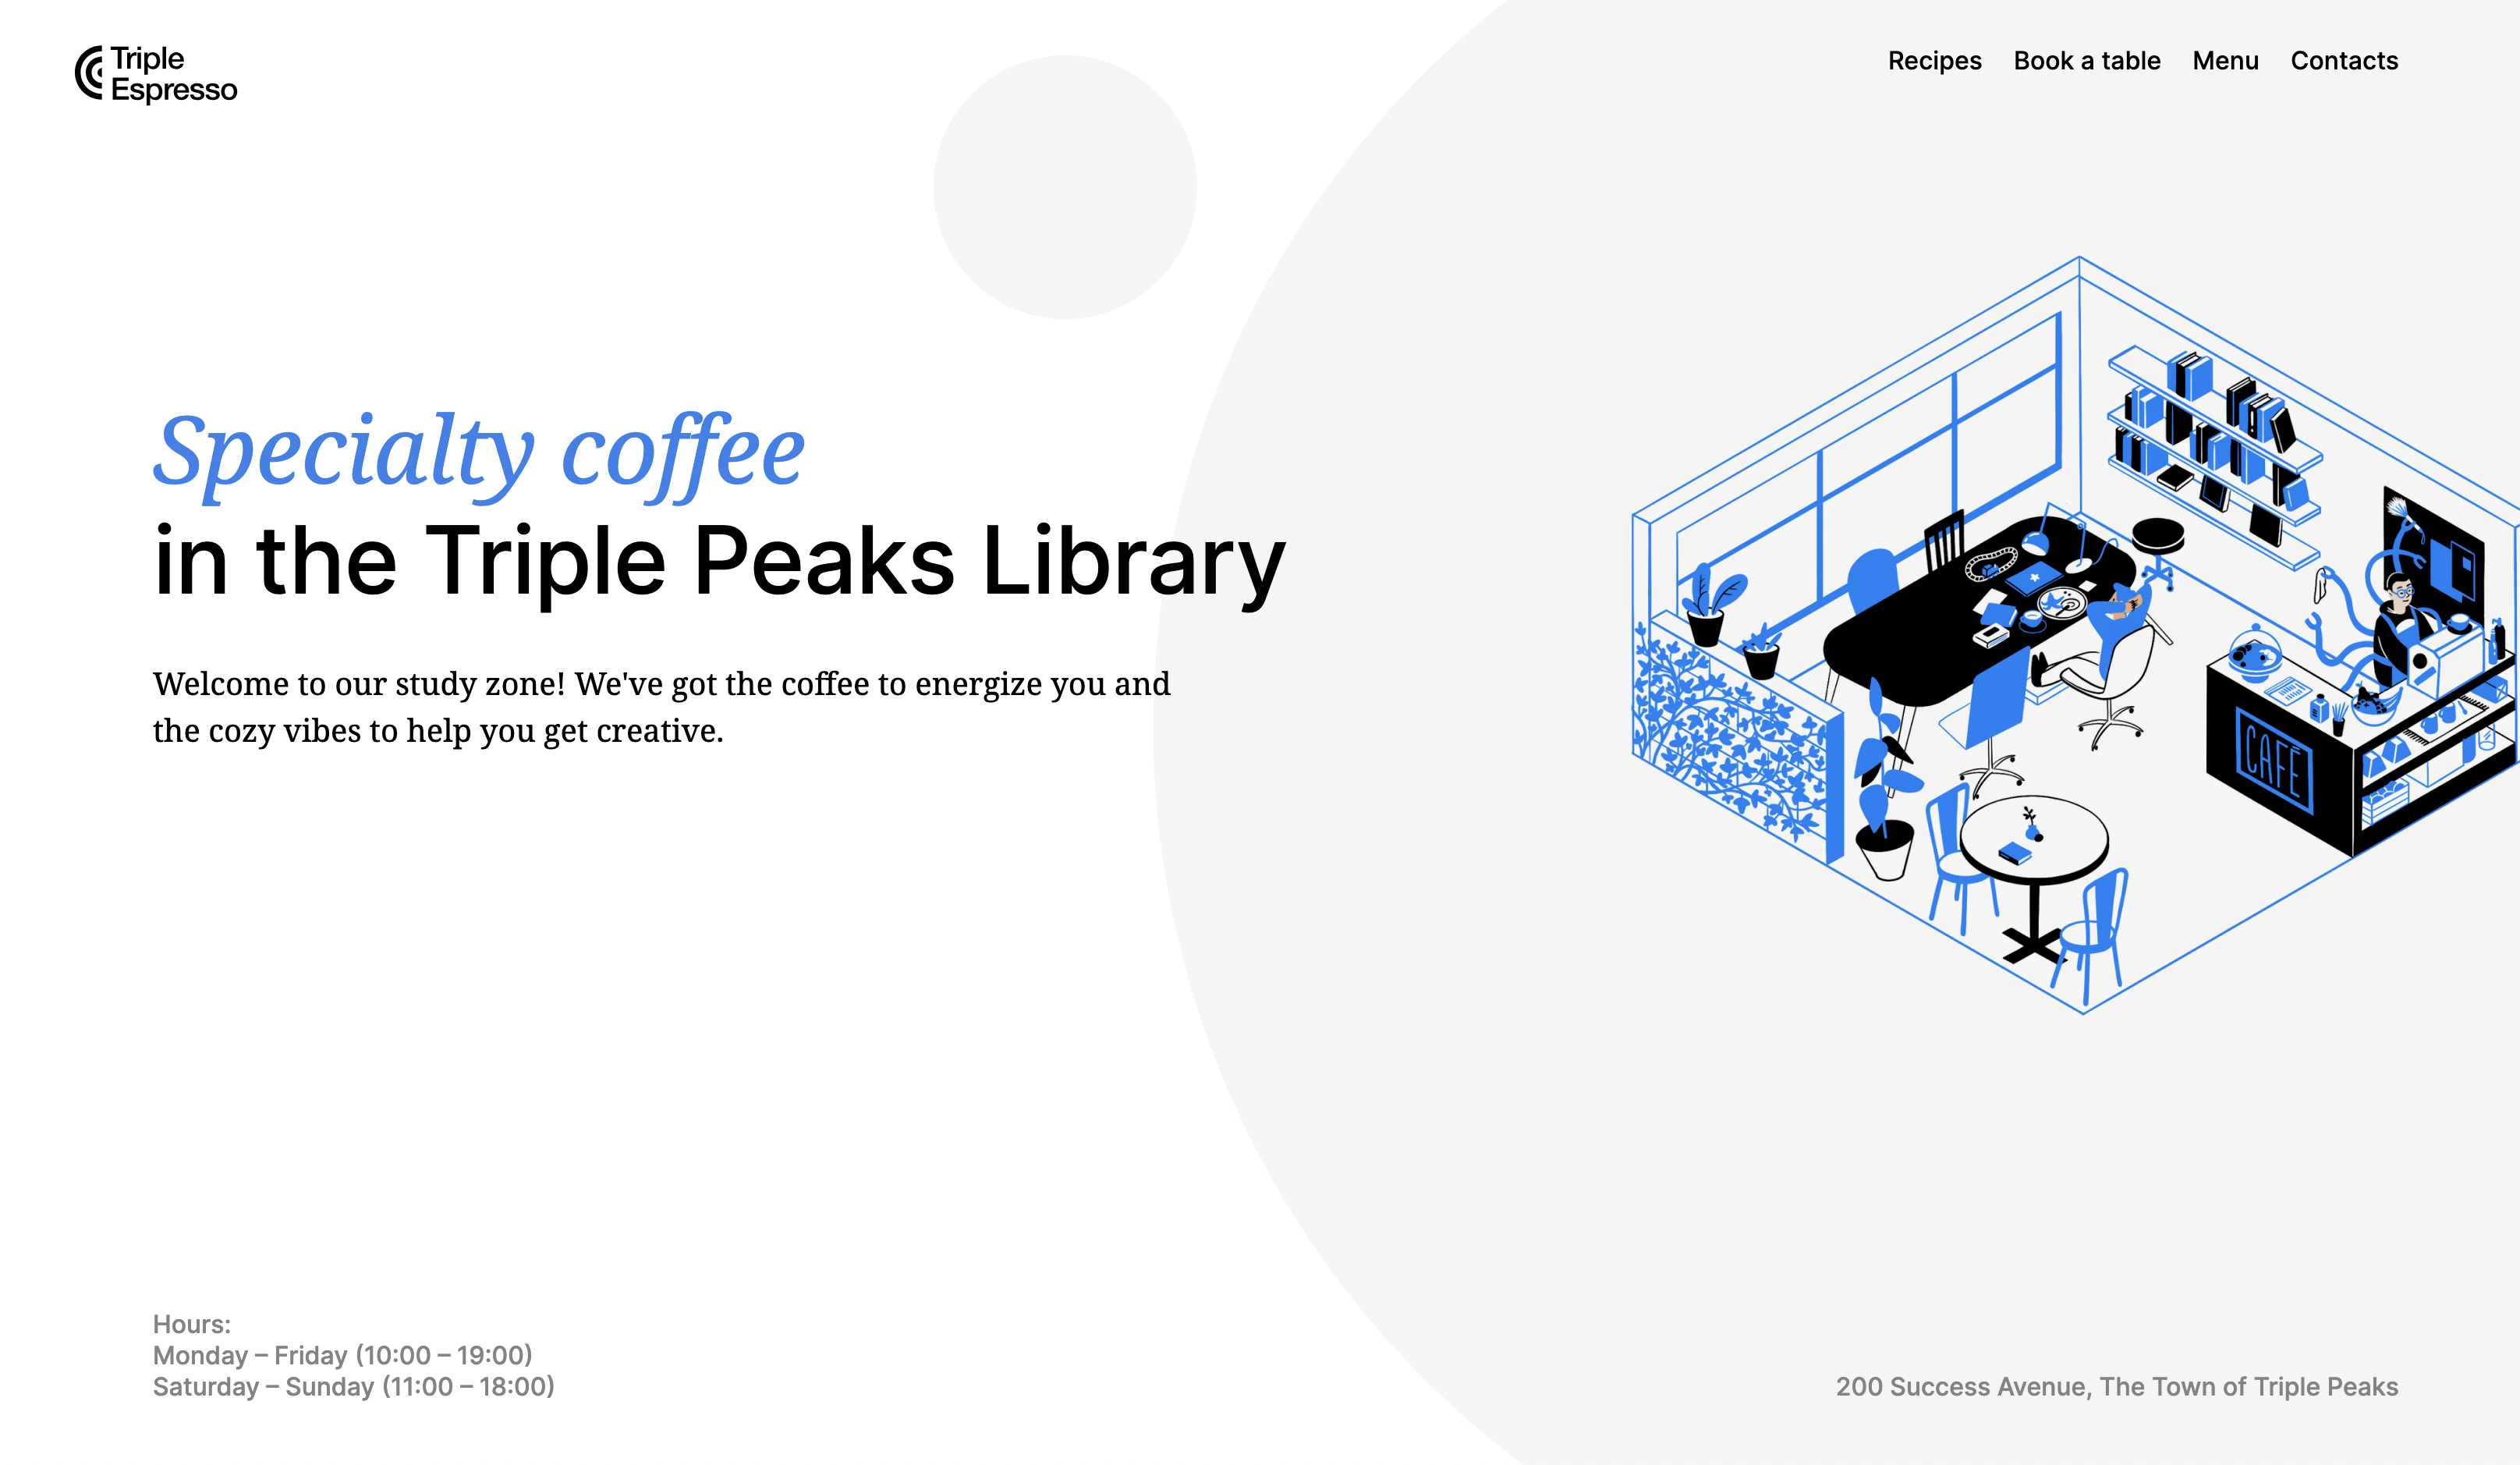 Triple
Espresso
Recipes Book a table Menu Contacts
Specialty coffee
in the Triple Peaks Library
Welcome to our study zone! We've got the coffee to energize you and
the cozy vibes to help you get creative.
CAFÉ
Hours:
Monday – Friday (10:00 – 19:00)
Saturday – Sunday (11:00 – 18:00)
200 Success Avenue, The Town of Triple Peaks